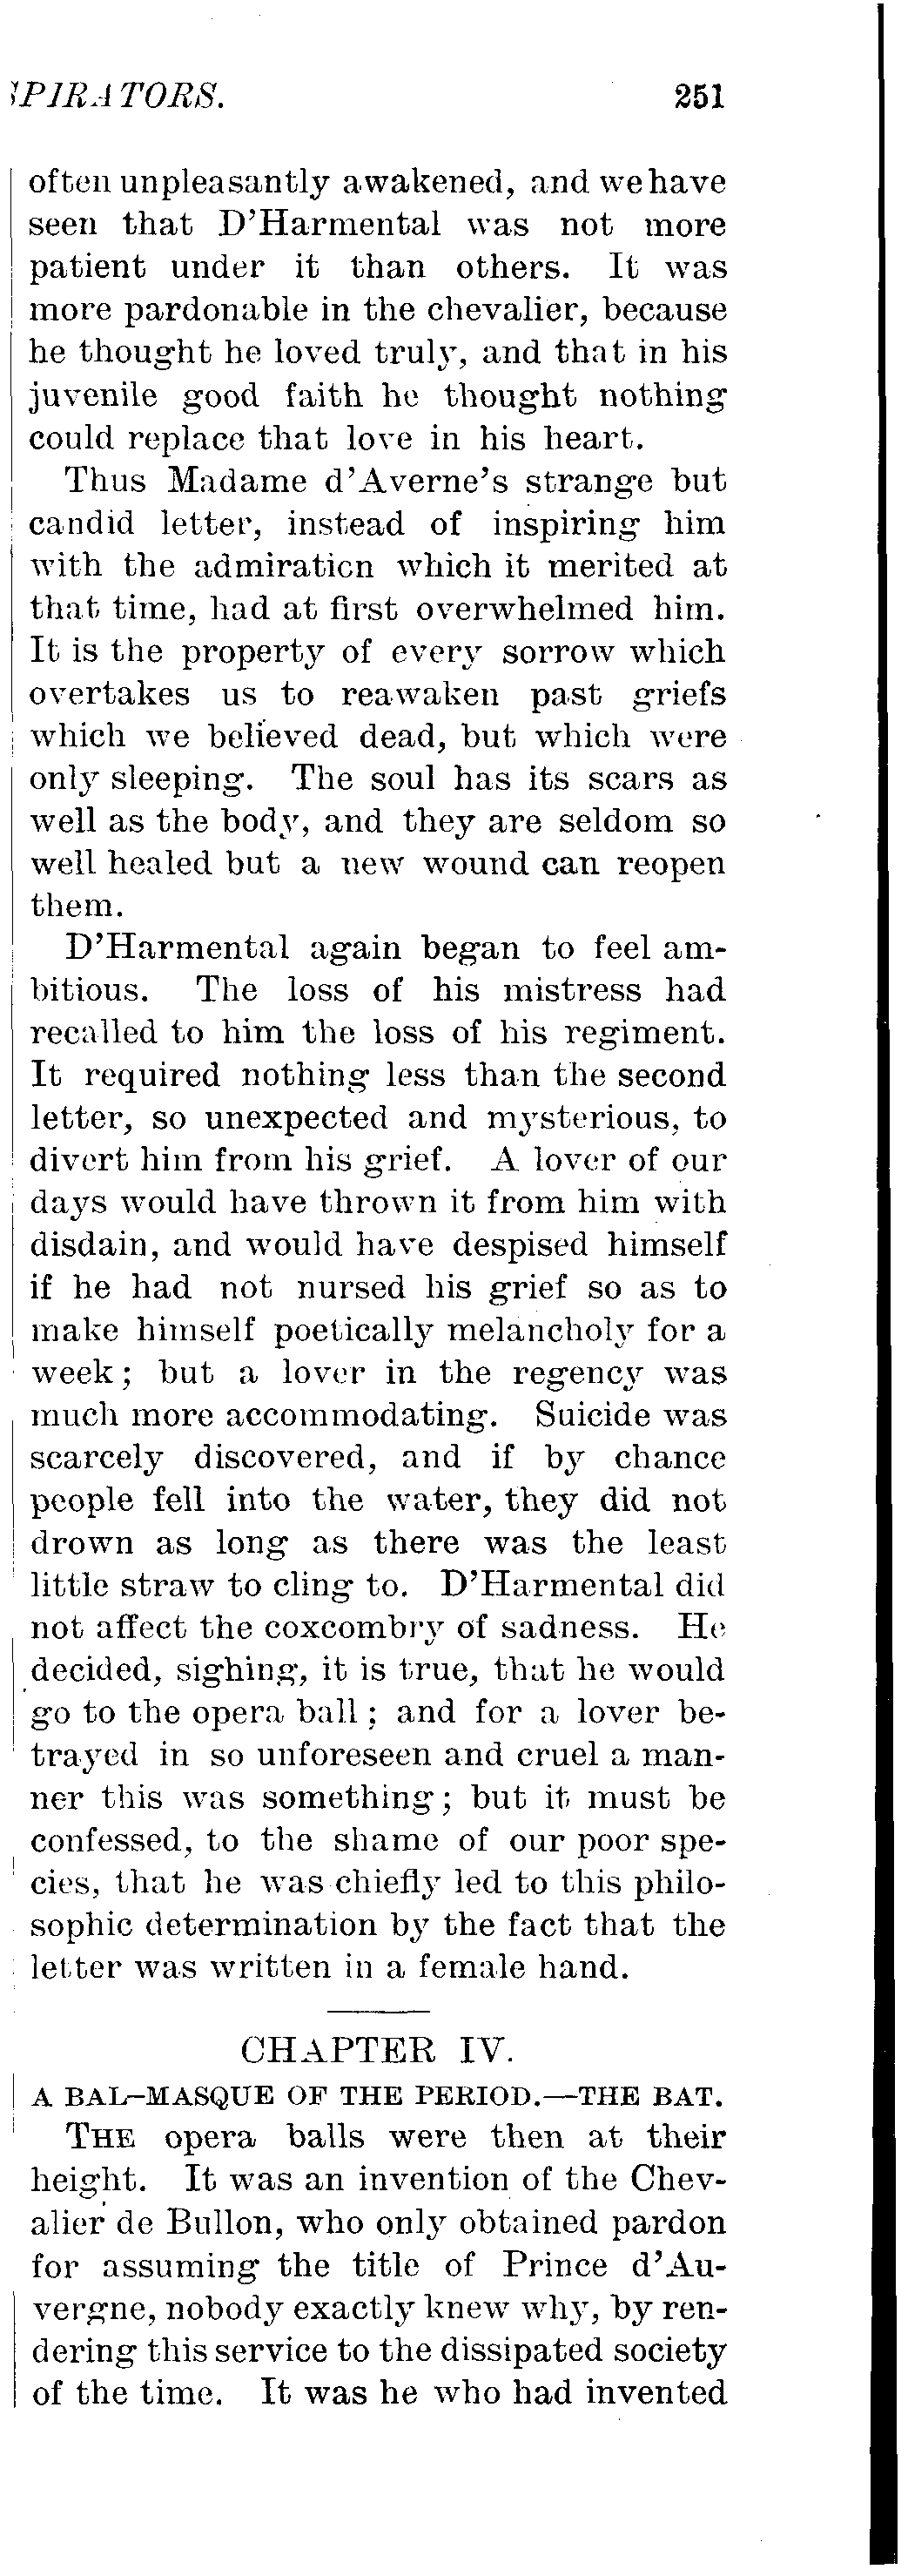 SPIRATORS. 251
often unpleasantly awakened, and we have
seen that D'Harmental was not more
patient under it than others. It was
more pardonable in the chevalier, because
he thought he loved truly, and that in his
juvenile good faith he thought nothing
could replace that love in his heart.
Thus Madame d'Averne's strange but
candid letter, instead of inspiring him
with the admiration which it merited at
that time, had at first overwhelmed him.
It is the property of every sorrow which
overtakes us to reawaken past griefs
which we believed dead, but which were
only sleeping. The soul has its scars as
well as the body, and they are seldom so
well healed but a new wound can reopen
them.
D'Harmental again began to feel am-
bitious. The loss of his mistress had
recalled to him the loss of his regiment.
It required nothing less than the second
letter, so unexpected and mysterious, to
divert him from his grief. A lover of our
days would have thrown it from him with
disdain, and would have despised himself
if he had not nursed his grief so as to
make himself poetically melancholy for a
week; but a lover in the regency was
much more accommodating. Suicide was
scarcely discovered, and if by chance
people fell into the water, they did not
drown as long as there was the least
little straw to cling to. D'Harmental did
not affect the coxcombry of sadness. He
decided, sighing, it is true, that he would
go to the opera ball; and for a lover be-
trayed in so unforeseen and cruel a man-
ner this was something; but it must be
confessed, to the shame of our poor spe-
cies, that he was chiefly led to this philo-
sophic determination by the fact that the
letter was written in a female hand.
CHAPTER IV.
A BAL-MASQUE OF THE PERIOD.—THE BAT.
THE opera balls were then at their
height. It was an invention of the Chev-
alier de Bullon, who only obtained pardon
for assuming the title of Prince d'Au-
vergne, nobody exactly knew why, by ren-
dering this service to the dissipated society
of the time. It was he who had invented